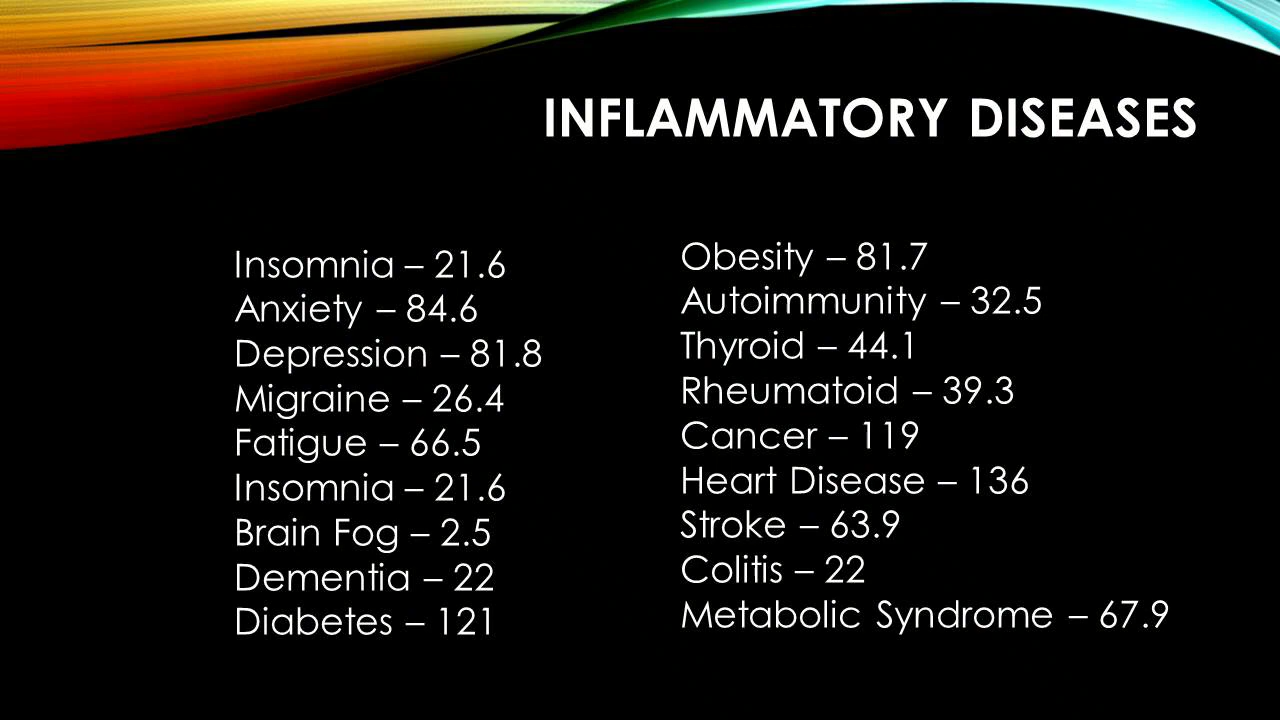 INFLAMMATORY DISEASES
Insomnia – 21.6
Anxiety – 84.6
Depression – 81.8
Migraine – 26.4
Fatigue – 66.5
Insomnia – 21.6
Brain Fog – 2.5
Dementia – 22
Diabetes – 121
Obesity – 81.7
Autoimmunity – 32.5
Thyroid – 44.1
Rheumatoid – 39.3
Cancer – 119
Heart Disease – 136
Stroke – 63.9
Colitis – 22
Metabolic Syndrome – 67.9